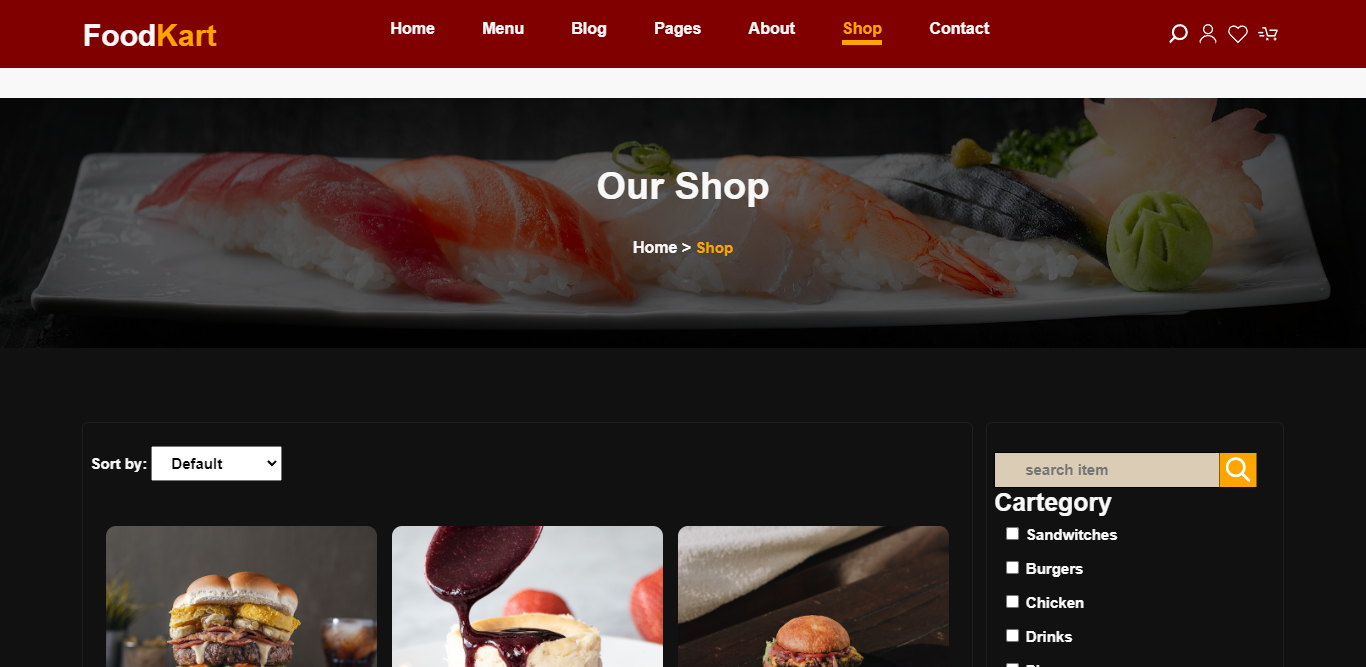 FoodKart
Home Menu Blog Pages About Shop Contact
Our Shop
Home > Shop
Sort by: Default
search item
Cartegory
Sandwitches
Burgers
Chicken
Drinks